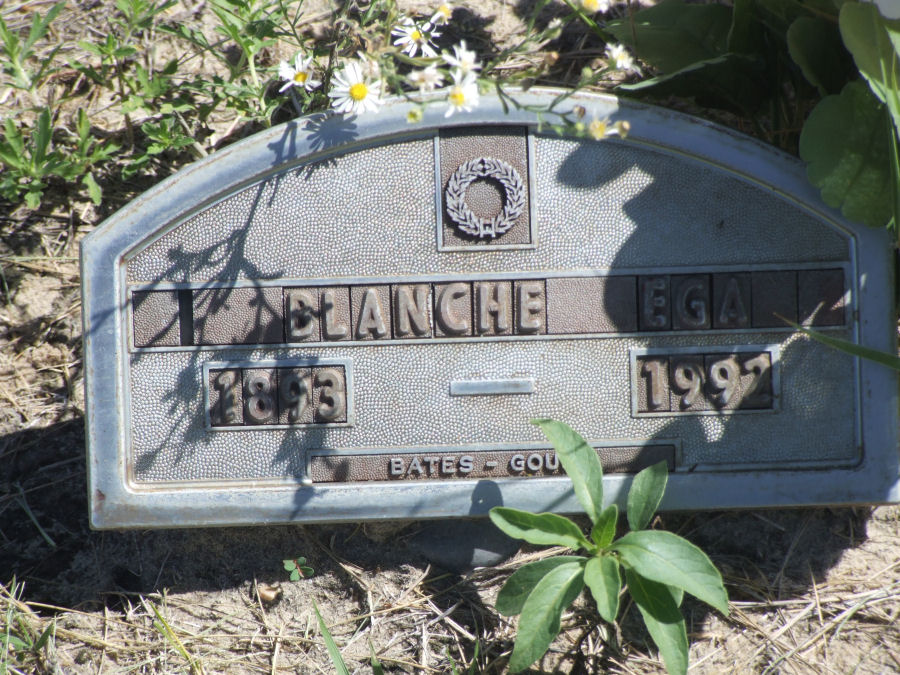 BLANCHE EGA
1893 — 1992
BATES - GOU